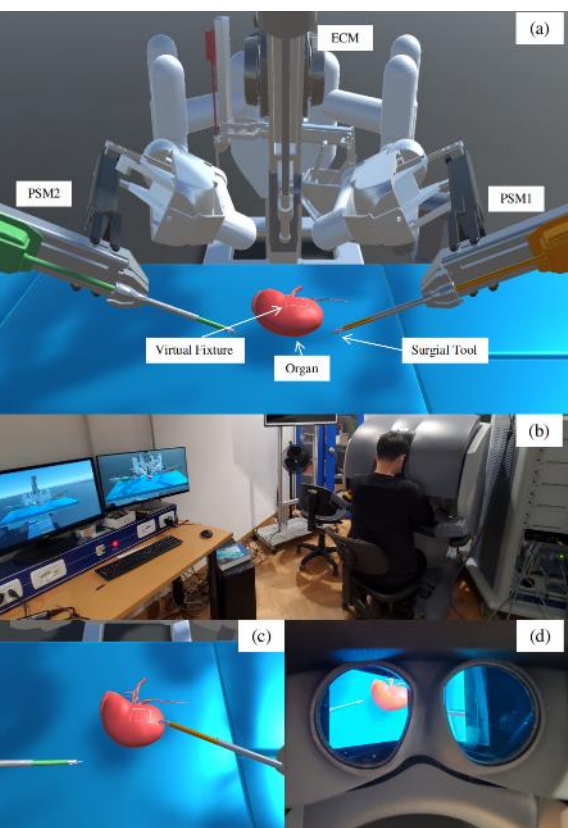 ECM
(a)
PSM2
PSM1
Virtual Fixture
Surgial Tool
Organ
(b)
(c)
(d)